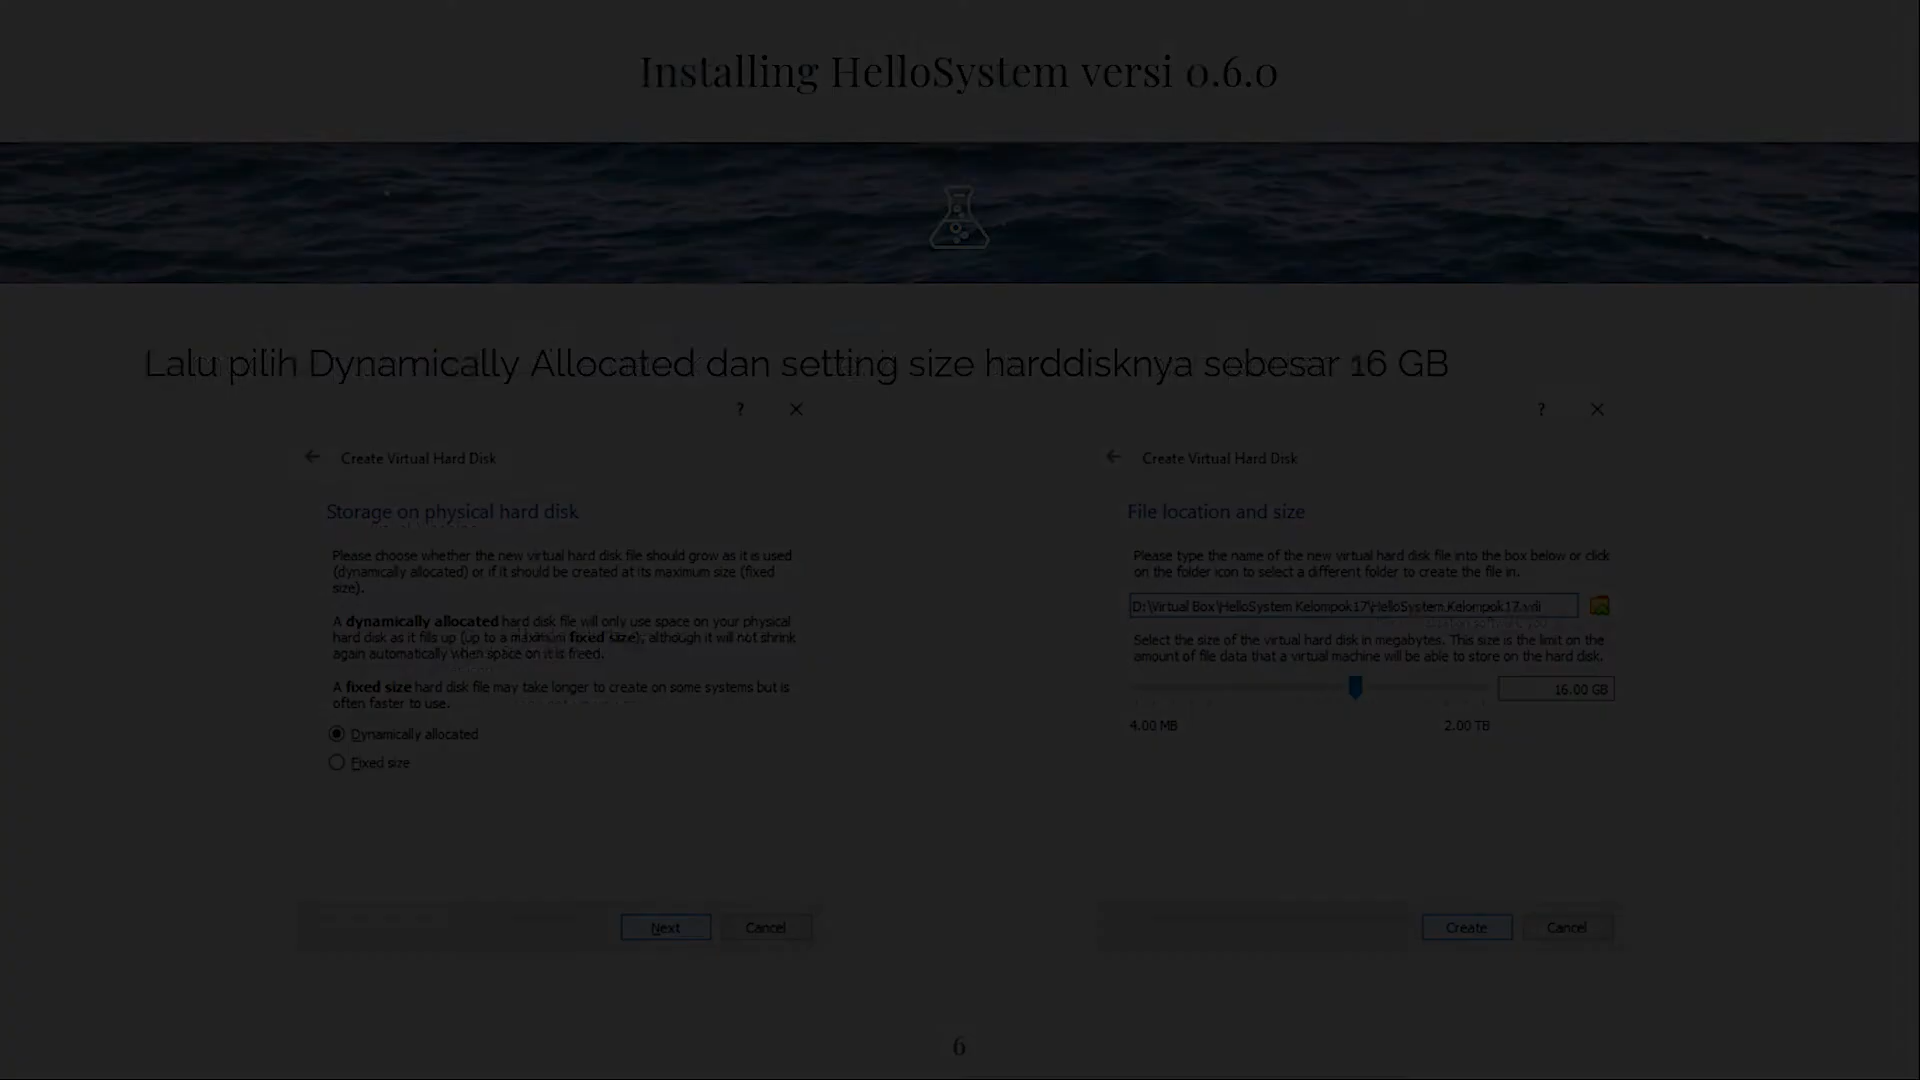 Installing HelloSystem versi 0.6.0
Lalu pilih Dynamically Allocated dan setting size harddisknya sebesar 16 GB
?
Create Virtual Hard Disk
Storage on physical hard disk
Please choose whether the new virtual hard disk file should grow as it is used
(dynamically allocated) or if it should be created at its maximum size (fixed
size).
A dynamically allocated hard disk file will only use space on your physical
hard disk as it fills up (up to a maximum fixed size), although it will not shrink
again automatically when space on it is freed.
A fixed size hard disk file may take longer to create on some systems but is
often faster to use.
Dynamically allocated
Fixed size
Next
Cancel
?
Create Virtual Hard Disk
File location and size
Please type the name of the new virtual hard disk file into the box below or click
on the folder icon to select a different folder to create the file in.
D:\Virtual Box\HelloSystem Kelompok17\HelloSystem Kelompok17.vdi
Select the size of the virtual hard disk in megabytes. This size is the limit on the
amount of file data that a virtual machine will be able to store on the hard disk.
16.00 GB
4.00 MB
2.00 TB
Create
Cancel
6